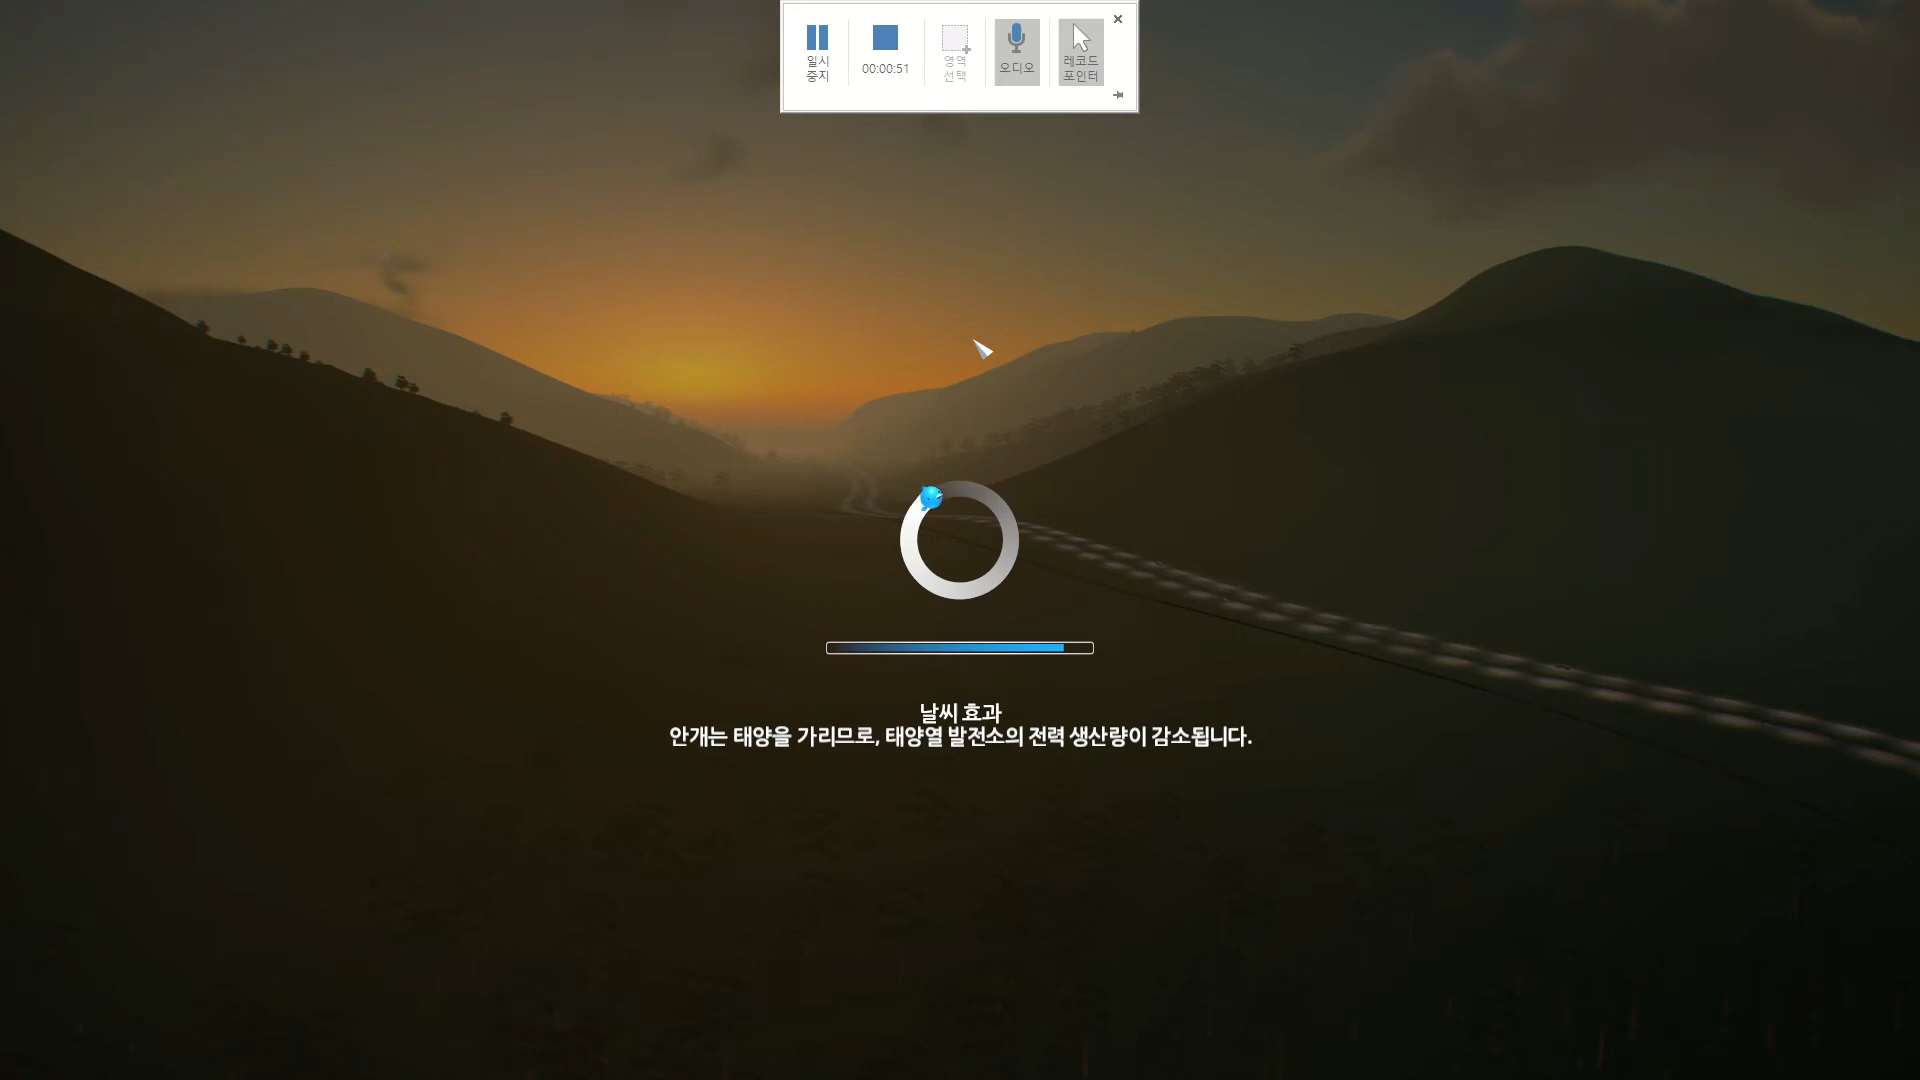 일시
중지
00:00:51
영역
선택
오디오
레코드
포인터
날씨 효과
안개는 태양을 가리므로, 태양열 발전소의 전력 생산량이 감소됩니다.